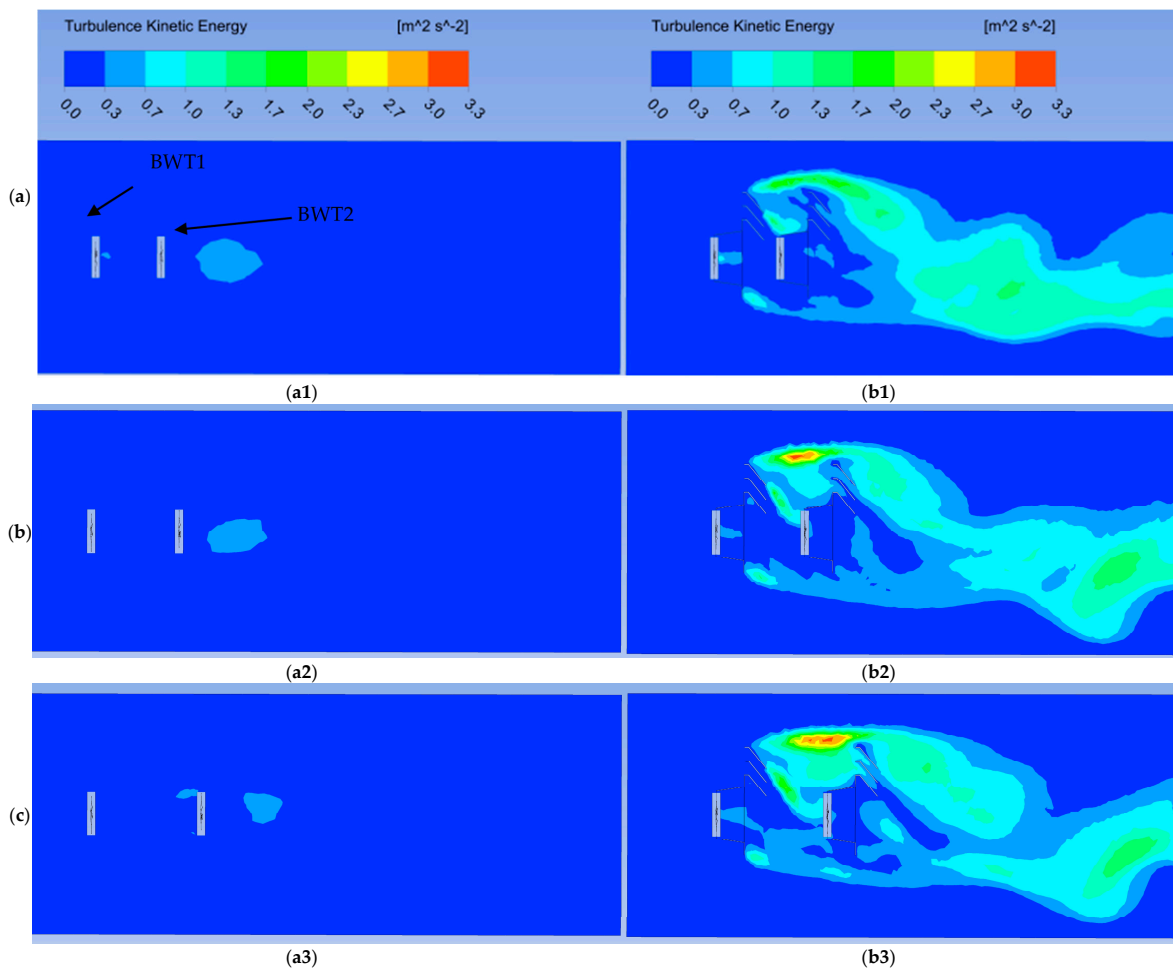 Turbulence Kinetic Energy [m^2 s^-2]
0.0 0.3 0.7 1.0 1.3 2.7 2.0 2.3 2.7 3.0 3.3
Turbulence Kinetic Energy [m^2 s^-2]
0.0 0.3 0.7 1.0 1.3 2.7 2.0 2.3 2.7 3.0 3.3
BWT1
(a)
BWT2
(a1) (b1)
(b)
(a2) (b2)
(c)
(a3) (b3)